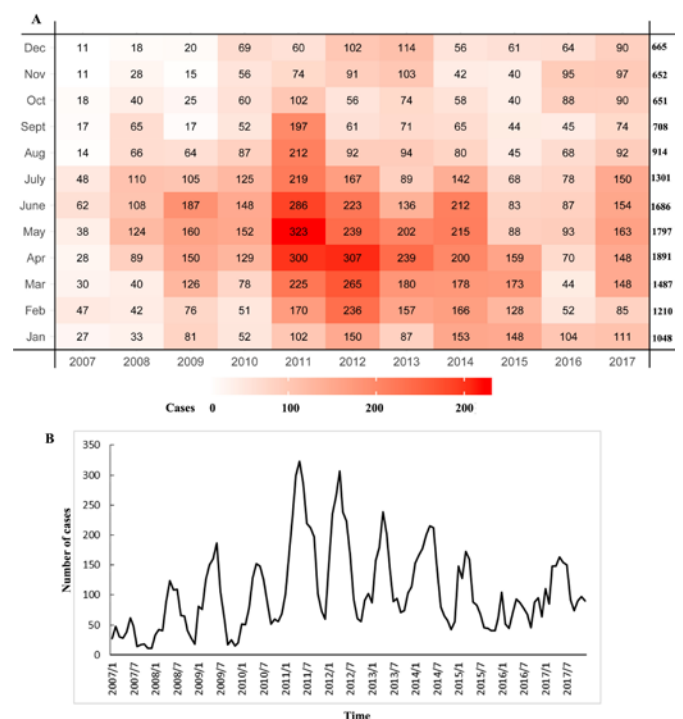 A
Dec 11 18 20 69 60 102 114 56 61 64 90 665
Nov 11 28 15 56 74 91 103 42 40 95 97 652
Oct 18 40 25 60 102 56 74 58 40 88 90 651
Sept 17 65 17 52 197 61 71 65 44 45 74 708
Aug 14 66 64 87 212 92 94 80 45 68 92 914
July 48 110 105 125 219 167 89 142 68 78 150 1301
June 62 108 187 148 286 223 136 212 83 87 154 1686
May 38 124 160 152 323 239 202 215 88 93 163 1797
Apr 28 89 150 129 300 307 239 200 159 70 148 1891
Mar 30 40 126 78 225 265 180 178 173 44 148 1487
Feb 47 42 76 51 170 236 157 166 128 52 85 1210
Jan 27 33 81 52 102 150 87 153 148 104 111 1048
2007 2008 2009 2010 2011 2012 2013 2014 2015 2016 2017
Cases 0 100 200 200
B
350
300
250
200
150
100
50
0
Number of cases
2007/1 2007/7 2008/1 2008/7 2009/1 2009/7 2010/1 2010/7 2011/1 2011/7 2012/1 2012/7 2013/1 2013/7 2014/1 2014/7 2015/1 2015/7 2016/1 2016/7 2017/1 2017/7
Time